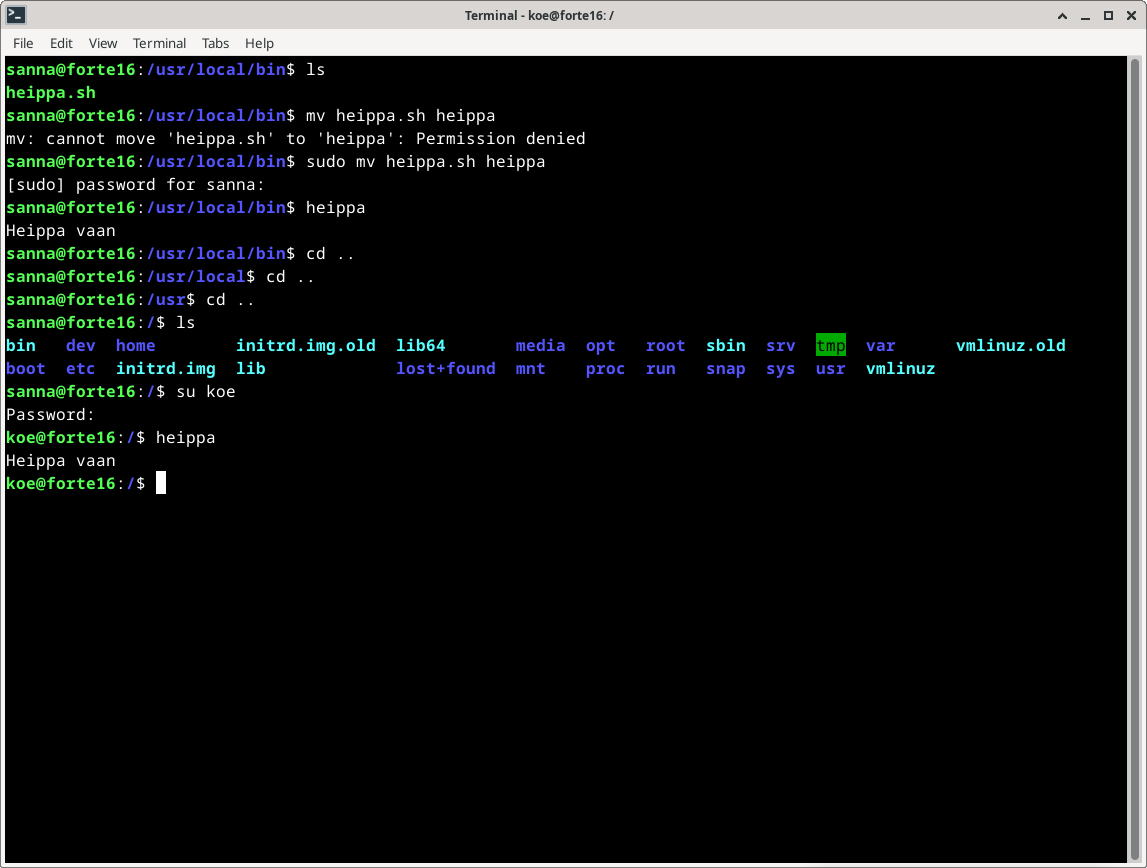 Terminal - koe@forte16: /
File Edit View Terminal Tabs Help
sanna@forte16:/usr/local/bin$ ls
heippa.sh
sanna@forte16:/usr/local/bin$ mv heippa.sh heippa
mv: cannot move 'heippa.sh' to 'heippa': Permission denied
sanna@forte16:/usr/local/bin$ sudo mv heippa.sh heippa
[sudo] password for sanna:
sanna@forte16:/usr/local/bin$ heippa
Heippa vaan
sanna@forte16:/usr/local/bin$ cd ..
sanna@forte16:/usr/local$ cd ..
sanna@forte16:/usr$ cd ..
sanna@forte16:/$ ls
bin   dev  home        initrd.img.old  lib64       media  opt   root  sbin  srv  tmp  var      vmlinuz.old
boot  etc  initrd.img  lib             lost+found  mnt    proc  run   snap  sys  usr  vmlinuz
sanna@forte16:/$ su koe
Password:
koe@forte16:/$ heippa
Heippa vaan
koe@forte16:/$